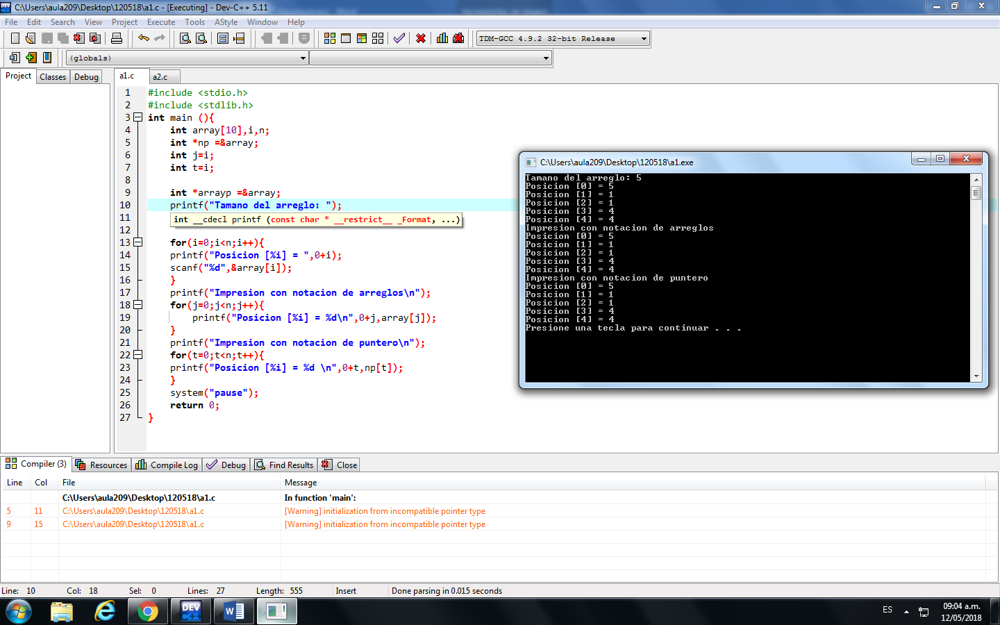 C:\Users\aula209\Desktop\120518\a1.c - [Executing] - Dev-C++ 5.11
File Edit Search View Project Execute Tools AStyle Window Help
TDM-GCC 4.9.2 32-bit Release
(globals)
Project Classes Debug
a1.c a2.c
1 #include <stdio.h>
2 #include <stdlib.h>
3 int main (){
4 int array[10],i,n;
5 int *np =&array;
6 int j=i;
7 int t=i;
8
9 int *arrayp =&array;
10 printf("Tamano del arreglo: ");
11 int __cdecl printf (const char * __restrict__ _Format, ...)
12
13 for(i=0;i<n;i++){
14 printf("Posicion [%i] = ",0+i);
15 scanf("%d",&array[i]);
16 }
17 printf("Impresion con notacion de arreglos\n");
18 for(j=0;j<n;j++){
19 printf("Posicion [%i] = %d\n",0+j,array[j]);
20 }
21 printf("Impresion con notacion de puntero\n");
22 for(t=0;t<n;t++){
23 printf("Posicion [%i] = %d \n",0+t,np[t]);
24 }
25 system("pause");
26 return 0;
27 }
C:\Users\aula209\Desktop\120518\a1.exe
Tamano del arreglo: 5
Posicion [0] = 5
Posicion [1] = 1
Posicion [2] = 1
Posicion [3] = 4
Posicion [4] = 4
Impresion con notacion de arreglos
Posicion [0] = 5
Posicion [1] = 1
Posicion [2] = 1
Posicion [3] = 4
Posicion [4] = 4
Impresion con notacion de puntero
Posicion [0] = 5
Posicion [1] = 1
Posicion [2] = 1
Posicion [3] = 4
Posicion [4] = 4
Presione una tecla para continuar . . .
Compiler (3) Resources Compile Log Debug Find Results Close
Line Col File Message
C:\Users\aula209\Desktop\120518\a1.c In function 'main':
5 11 C:\Users\aula209\Desktop\120518\a1.c [Warning] initialization from incompatible pointer type
9 15 C:\Users\aula209\Desktop\120518\a1.c [Warning] initialization from incompatible pointer type
Line: 10 Col: 18 Sel: 0 Lines: 27 Length: 555 Insert Done parsing in 0.015 seconds
DEV C++
ES
09:04 a.m.
12/05/2018